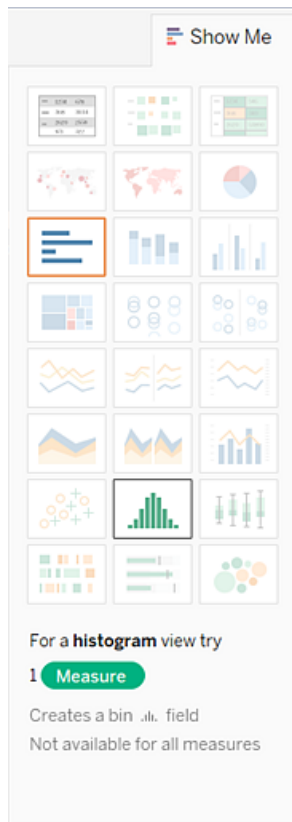 Show Me
For a histogram view try
1 Measure
Creates a bin field
Not available for all measures